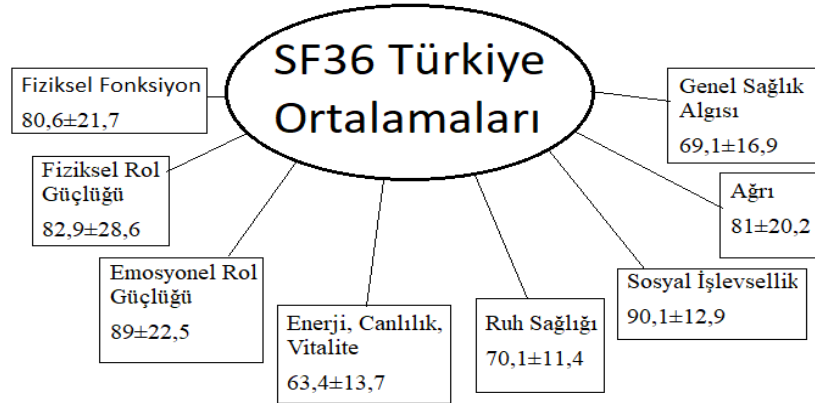 SF36 Türkiye
Ortalamaları
Fiziksel Fonksiyon
80,6±21,7
Fiziksel Rol
Güçlüğü
82,9±28,6
Emosyonel Rol
Güçlüğü
89±22,5
Enerji, Canlılık,
Vitalite
63,4±13,7
Ruh Sağlığı
70,1±11,4
Sosyal İşlevsellik
90,1±12,9
Ağrı
81±20,2
Genel Sağlık
Algısı
69,1±16,9